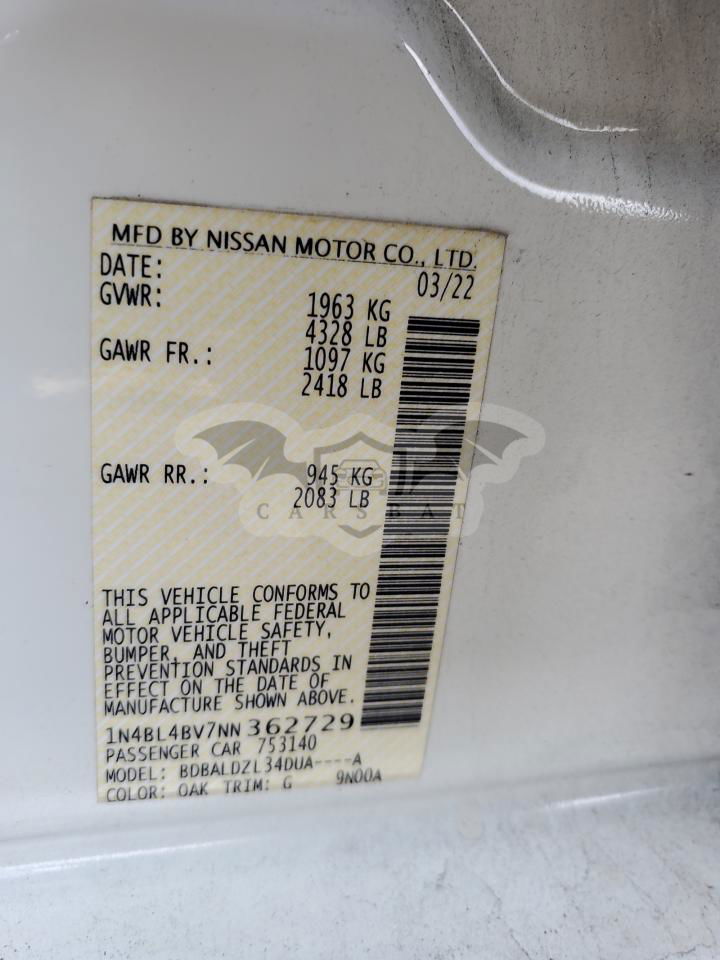 MFD BY NISSAN MOTOR CO., LTD.
DATE: 03/22
GVWR: 1963 KG
4328 LB
GAWR FR.: 1097 KG
2418 LB
GAWR RR.: 945 KG
2083 LB
CARSBAT
THIS VEHICLE CONFORMS TO
ALL APPLICABLE FEDERAL
MOTOR VEHICLE SAFETY,
BUMPER, AND THEFT
PREVENTION STANDARDS IN
EFFECT ON THE DATE OF
MANUFACTURE SHOWN ABOVE.
1N4BL4BV7NN362729
PASSENGER CAR 753140
MODEL: BDBALDZL34DUA----A
COLOR: OAK TRIM: G 9N00A